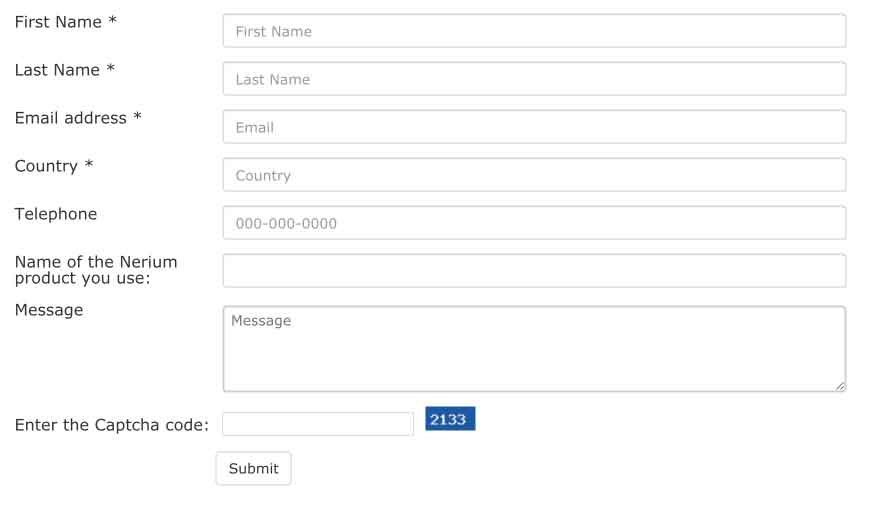 First Name *
First Name
Last Name *
Last Name
Email address *
Email
Country *
Country
Telephone
000-000-0000
Name of the Nerium
product you use:
Message
Message
Enter the Captcha code:
2133
Submit